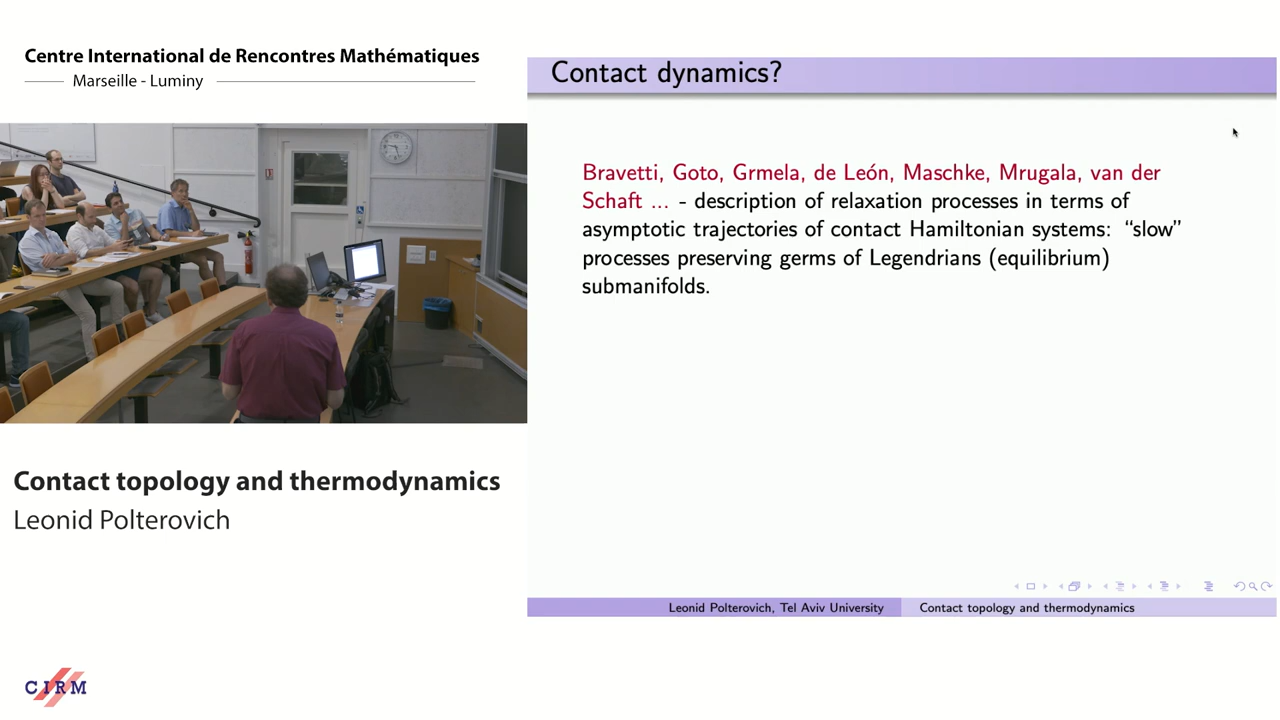 Centre International de Rencontres Mathématiques
Marseille - Luminy
Contact topology and thermodynamics
Leonid Polterovich
CIRM
Contact dynamics?
Bravetti, Goto, Grmela, de León, Maschke, Mrugala, van der
Schaft ... - description of relaxation processes in terms of
asymptotic trajectories of contact Hamiltonian systems: “slow”
processes preserving germs of Legendrians (equilibrium)
submanifolds.
Leonid Polterovich, Tel Aviv University
Contact topology and thermodynamics